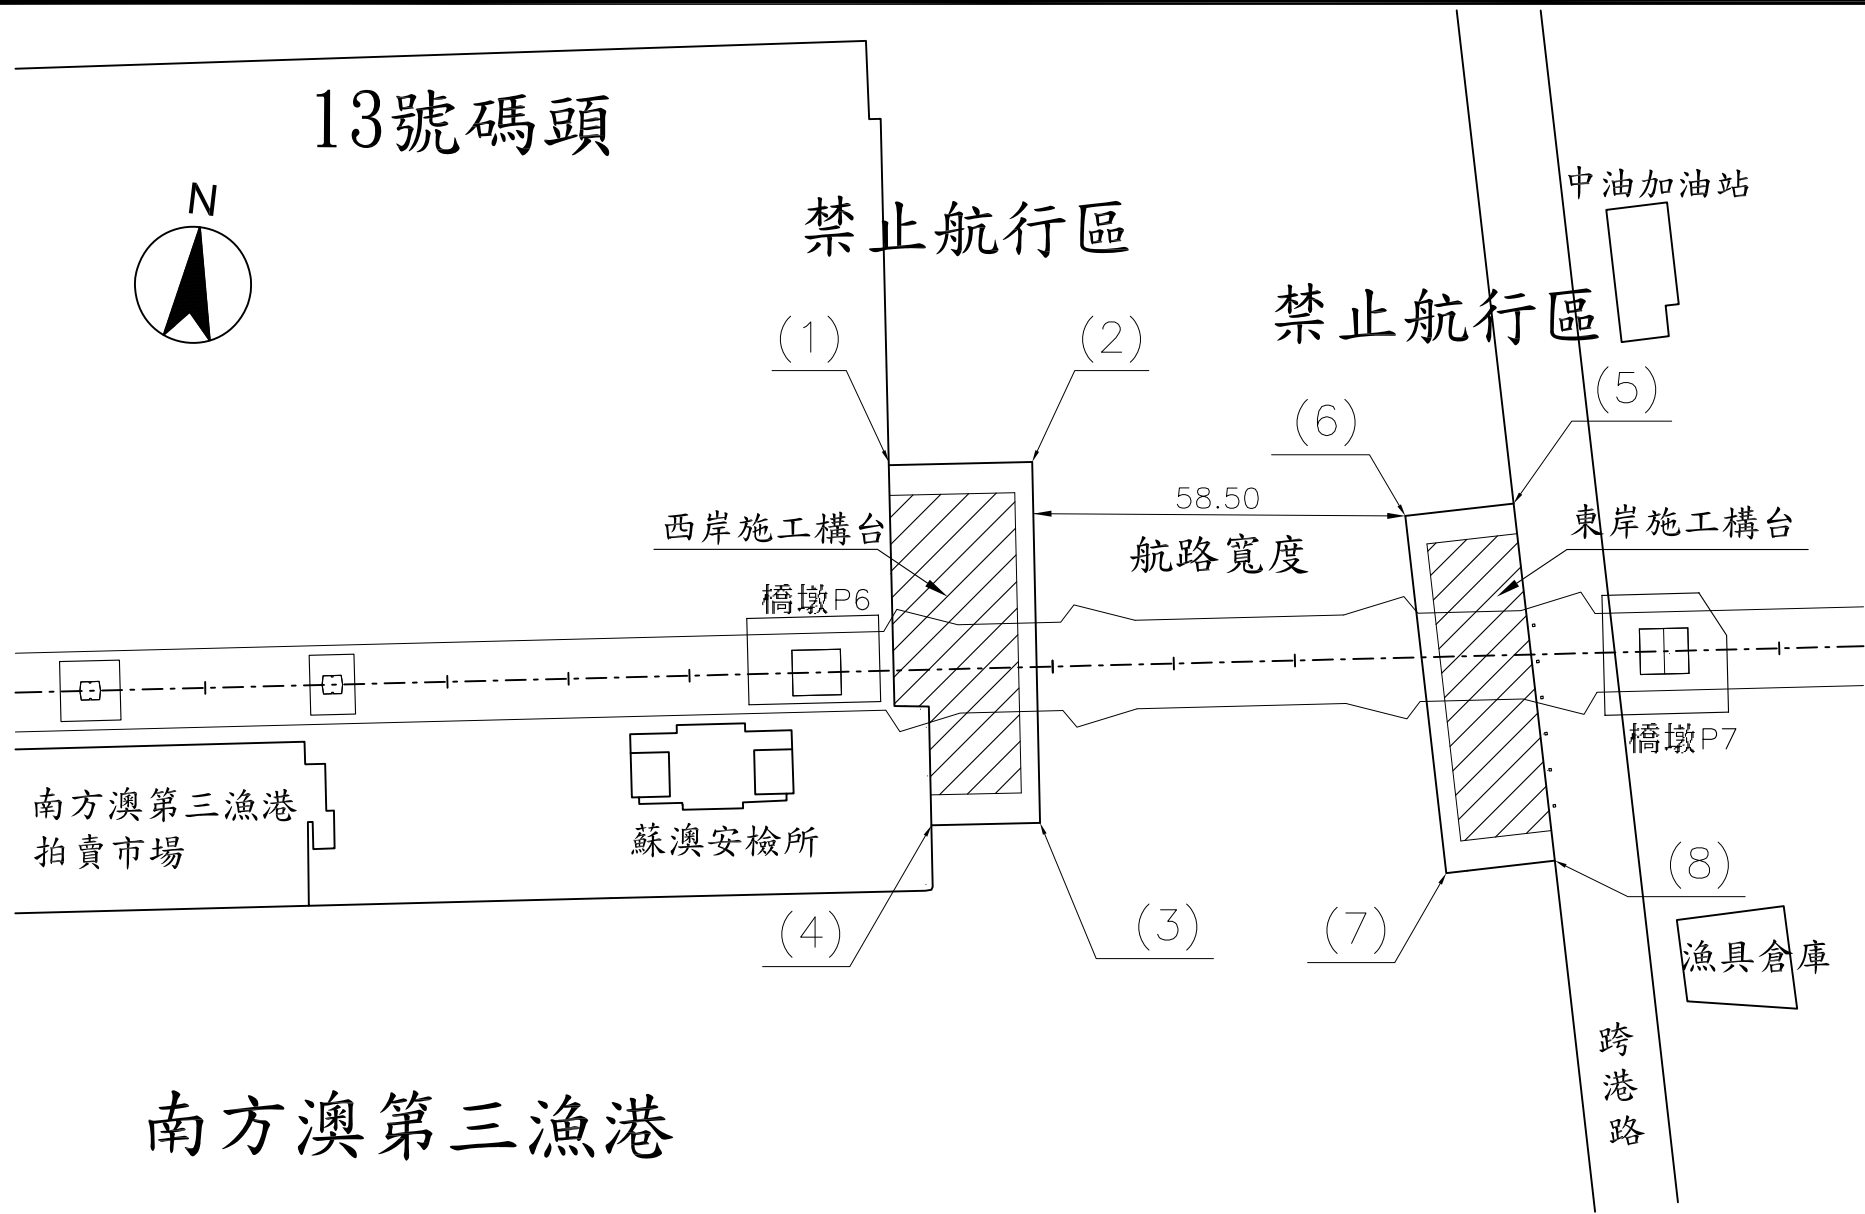 13號碼頭
N
中油加油站
禁止航行區
禁止航行區
(1)
(2)
(5)
(6)
58.50
航路寬度
西岸施工構台
東岸施工構台
橋墩P6
橋墩P7
南方澳第三漁港
拍賣市場
蘇澳安檢所
(8)
(4)
(3)
(7)
漁具倉庫
跨港路
南方澳第三漁港